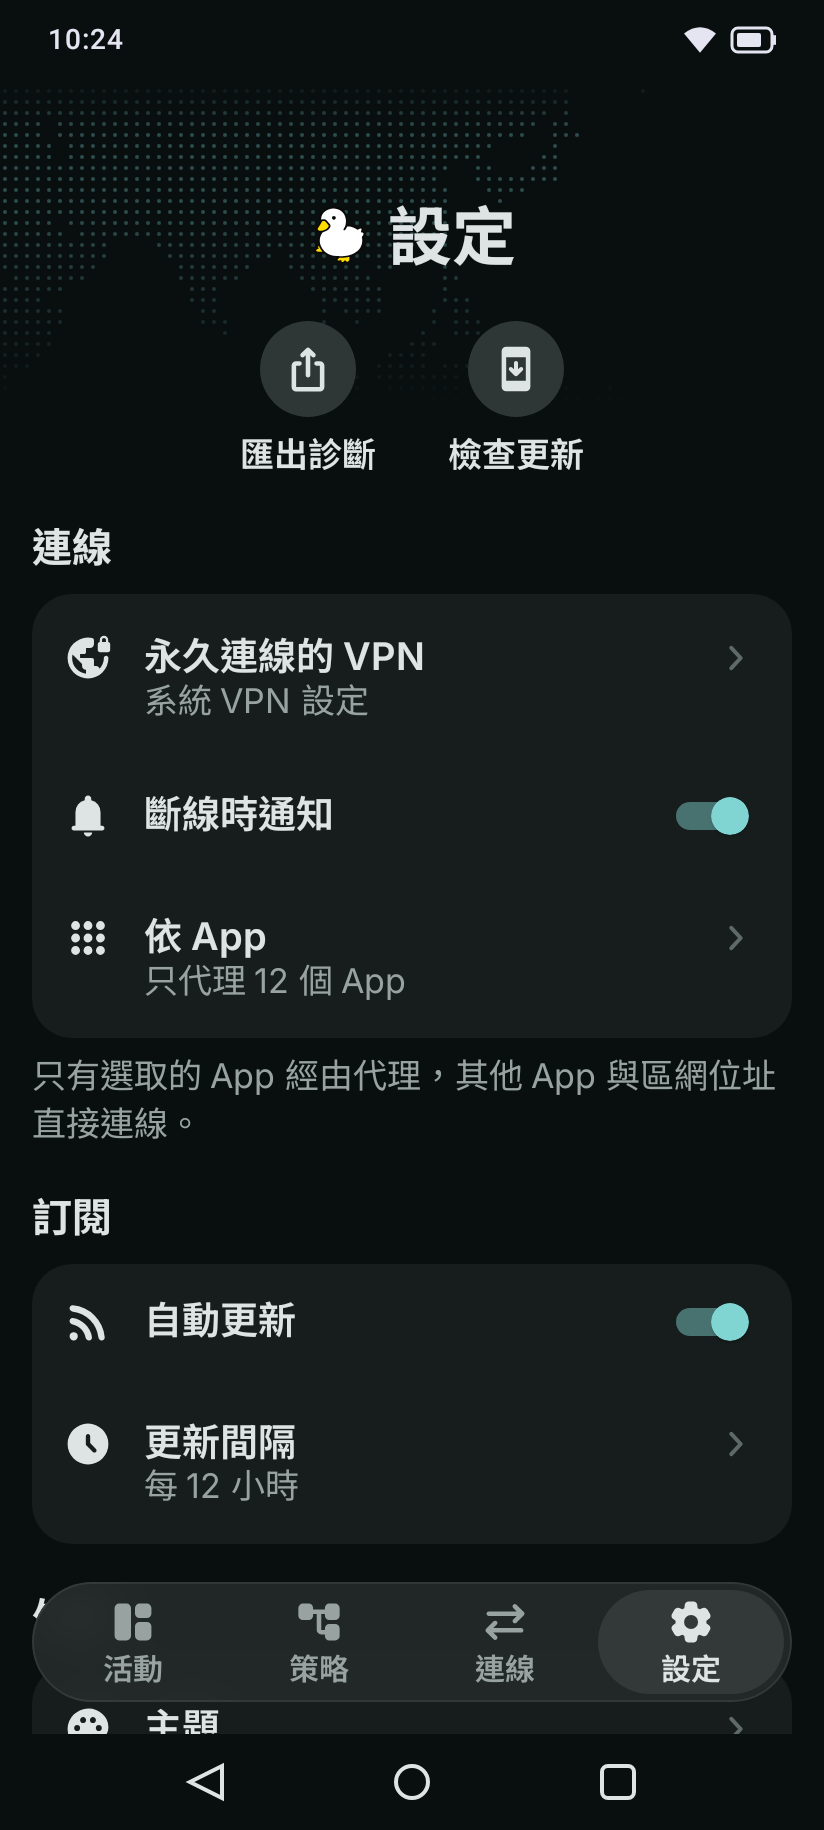 10:24
設定
匯出診斷
檢查更新
連線
永久連線的 VPN
系統 VPN 設定
斷線時通知
依 App
只代理 12 個 App
只有選取的 App 經由代理，其他 App 與區網位址
直接連線。
訂閱
自動更新
更新間隔
每 12 小時
活動
策略
連線
設定
主題